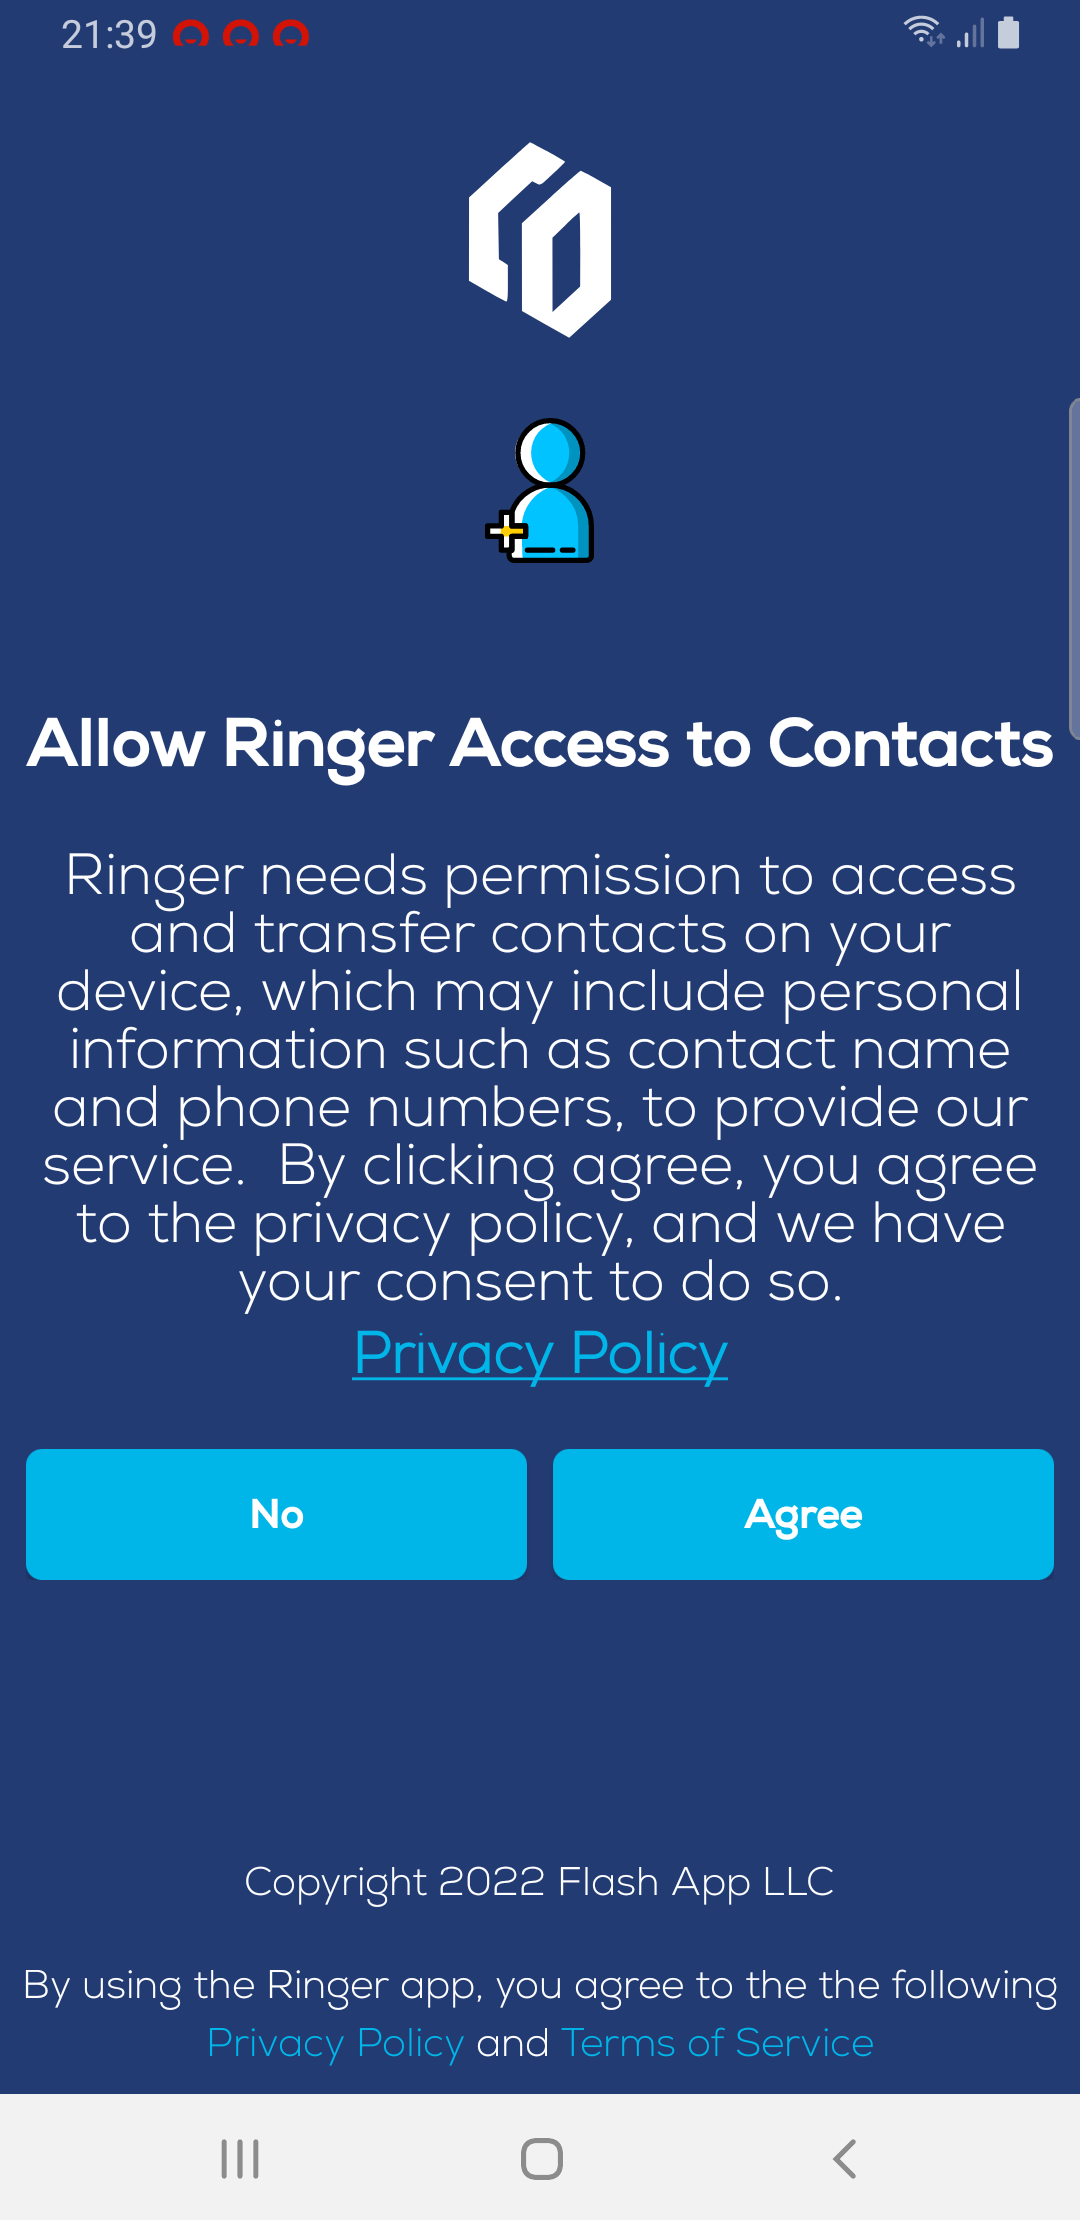 21:39
Allow Ringer Access to Contacts
Ringer needs permission to access
and transfer contacts on your
device, which may include personal
information such as contact name
and phone numbers, to provide our
service.  By clicking agree, you agree
to the privacy policy, and we have
your consent to do so.
Privacy Policy
No
Agree
Copyright 2022 Flash App LLC
By using the Ringer app, you agree to the the following
Privacy Policy and Terms of Service